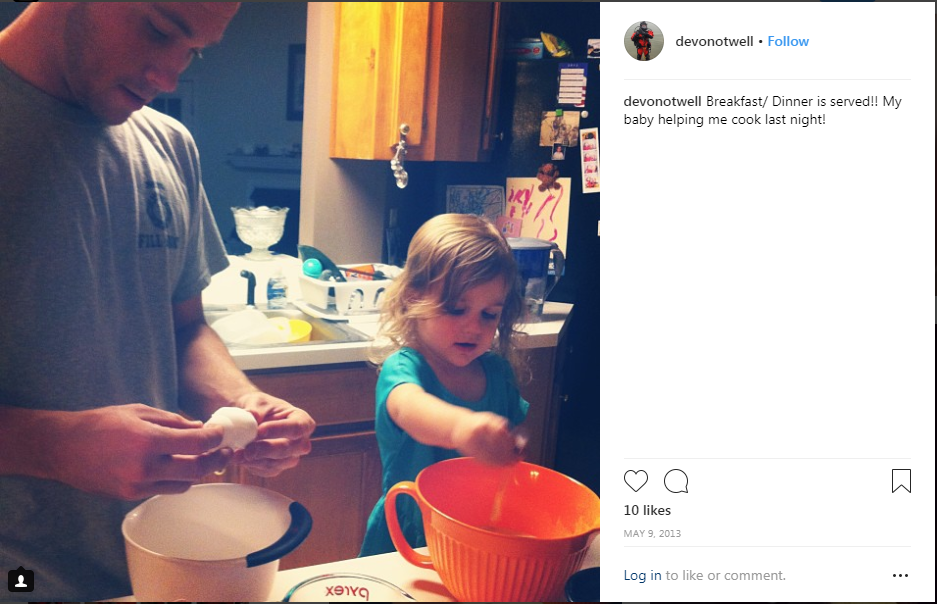 devonotwell • Follow
devonotwell Breakfast/ Dinner is served!! My
baby helping me cook last night!
10 likes
MAY 9, 2013
Log in to like or comment.
pyrex